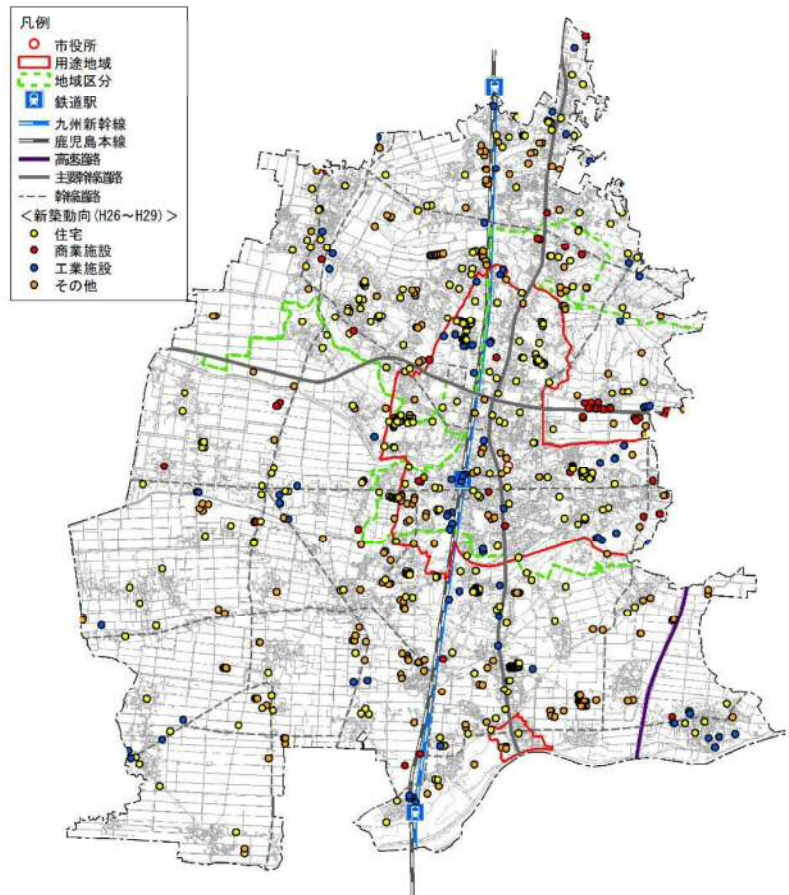 凡例
市役所
用途地域
地域区分
鉄道駅
九州新幹線
鹿児島本線
高速道路
主要幹線道路
幹線道路
＜新築動向(H26～H29)＞
住宅
商業施設
工業施設
その他